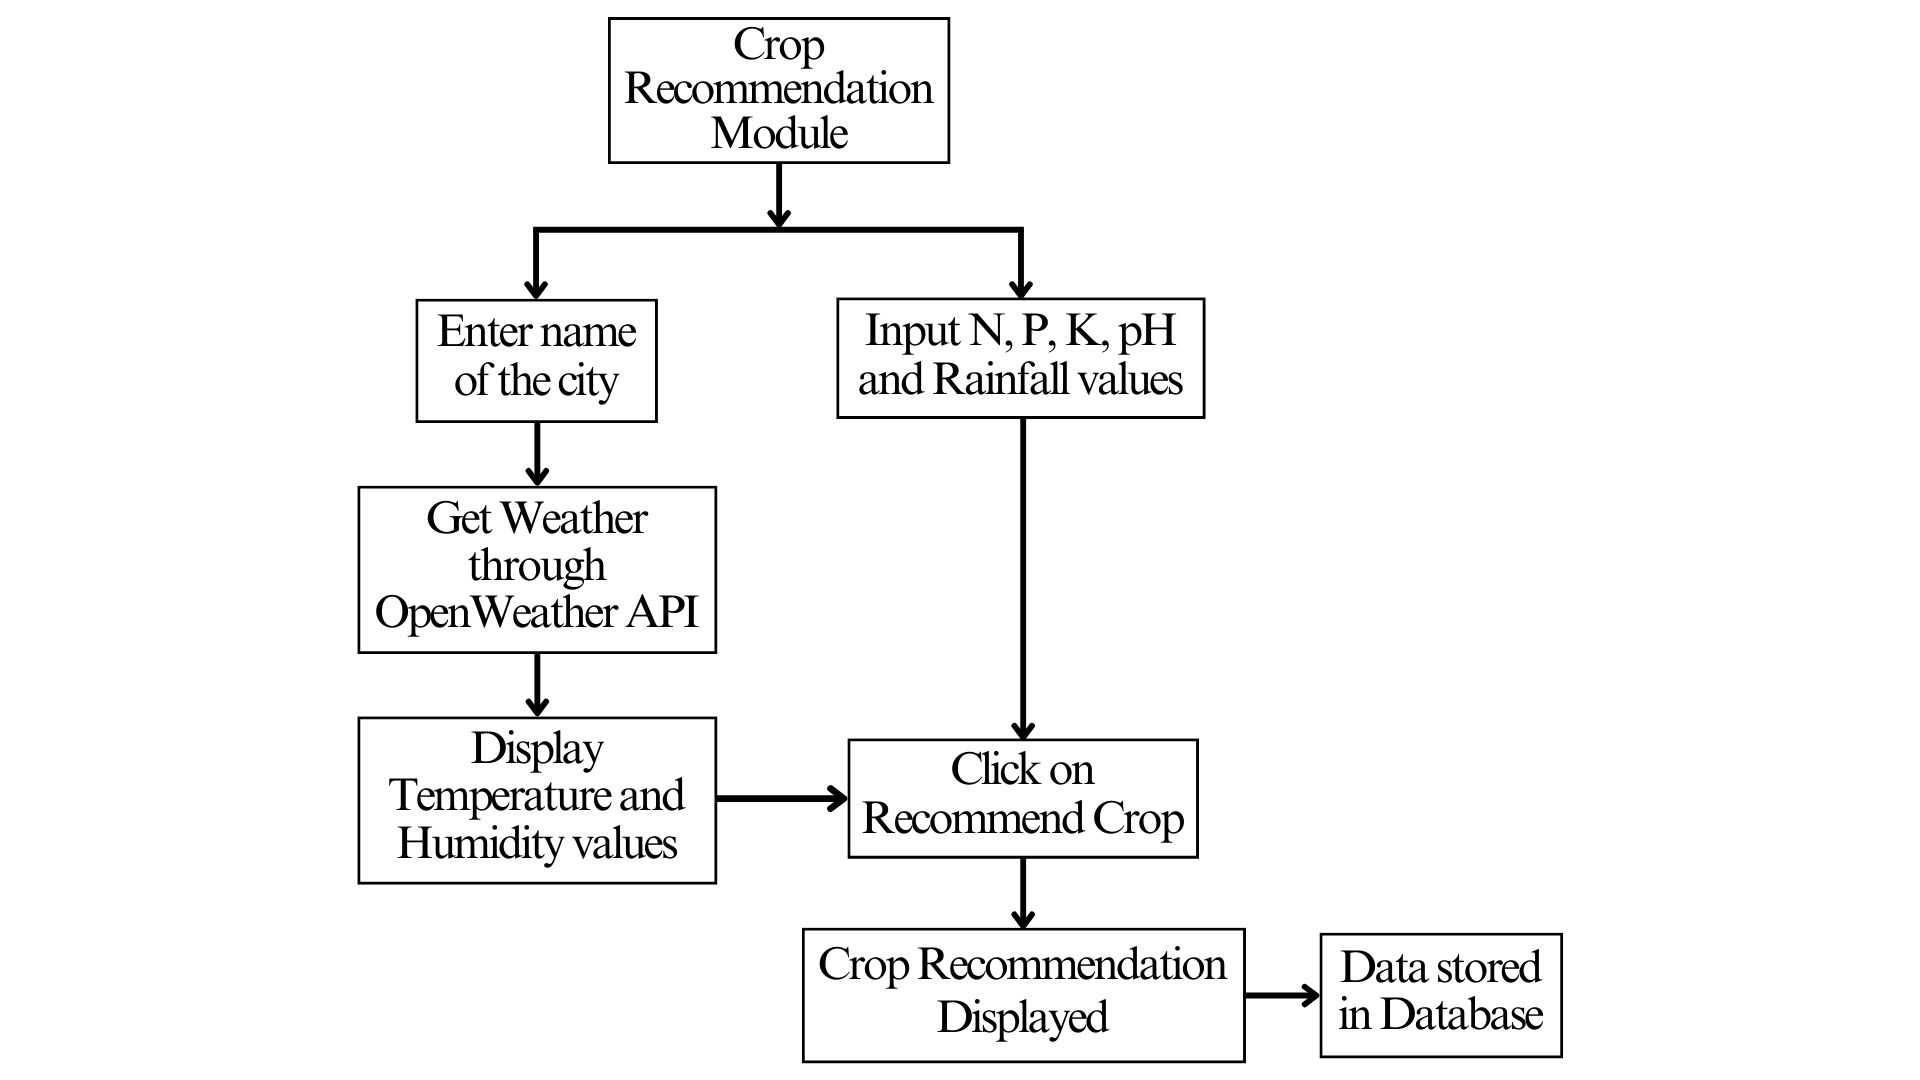 Crop
Recommendation
Module
Enter name
of the city
Input N, P, K, pH
and Rainfall values
Get Weather
through
OpenWeather API
Display
Temperature and
Humidity values
Click on
Recommend Crop
Crop Recommendation
Displayed
Data stored
in Database